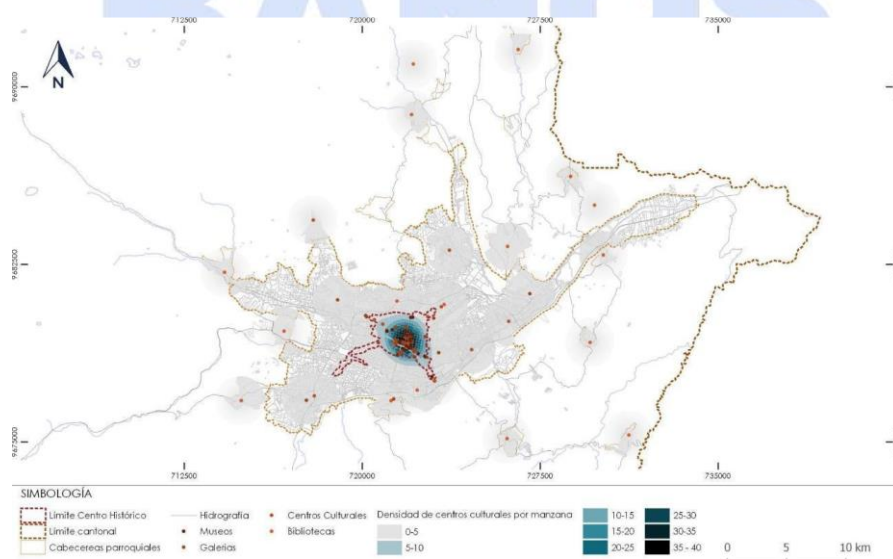 712500 720000 727500 735000
N
9690000
9682500
9675000
712500 720000 727500 735000
SIMBOLOGÍA
Límite Centro Histórico
Límite cantonal
Cabecereas parroquiales
Hidrografía
Museos
Galerías
Centros Culturales
Bibliotecas
Densidad de centros culturales por manzana
0-5
5-10
10-15
15-20
20-25
25-30
30-35
35 - 40
0 5 10 km